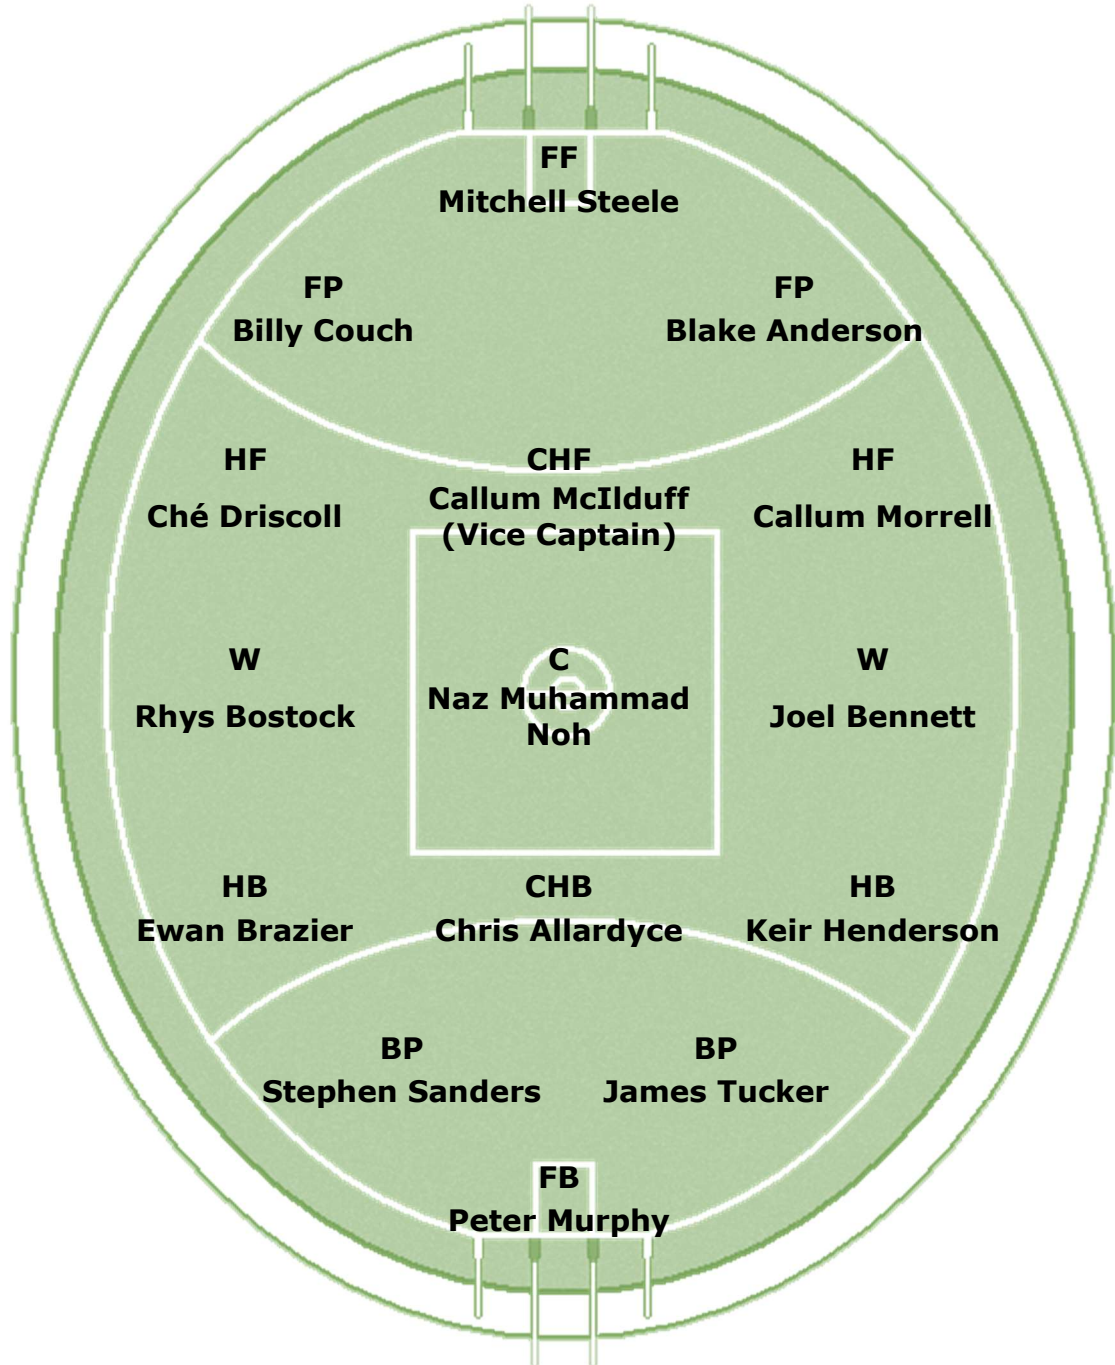 FF
Mitchell Steele
FP
Billy Couch
FP
Blake Anderson
HF
Ché Driscoll
CHF
Callum McIlduff
(Vice Captain)
HF
Callum Morrell
W
Rhys Bostock
C
Naz Muhammad
Noh
W
Joel Bennett
HB
Ewan Brazier
CHB
Chris Allardyce
HB
Keir Henderson
BP
Stephen Sanders
BP
James Tucker
FB
Peter Murphy